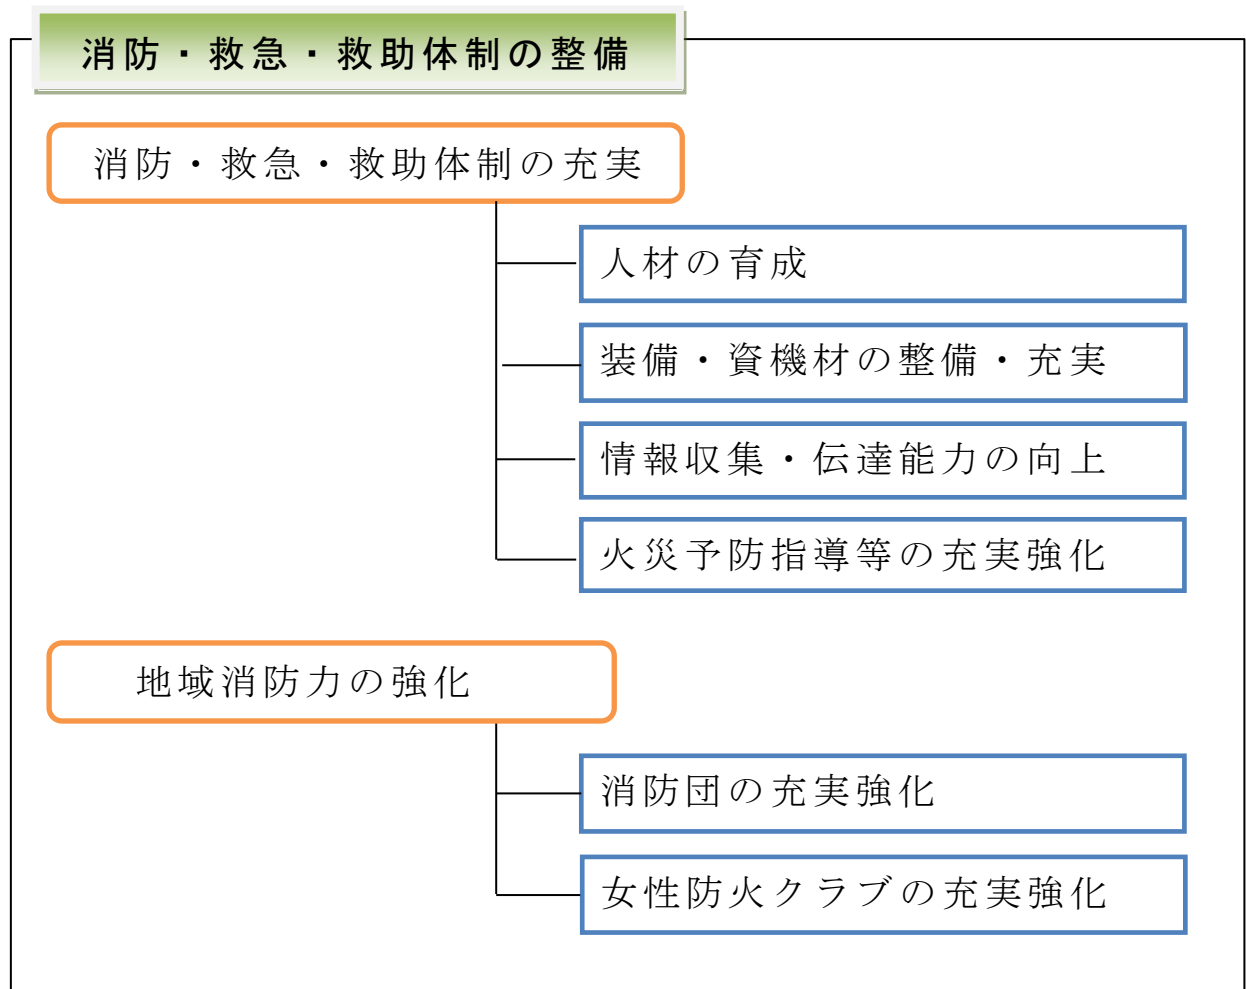 消防・救急・救助体制の整備
消防・救急・救助体制の充実
人材の育成
装備・資機材の整備・充実
情報収集・伝達能力の向上
火災予防指導等の充実強化
地域消防力の強化
消防団の充実強化
女性防火クラブの充実強化